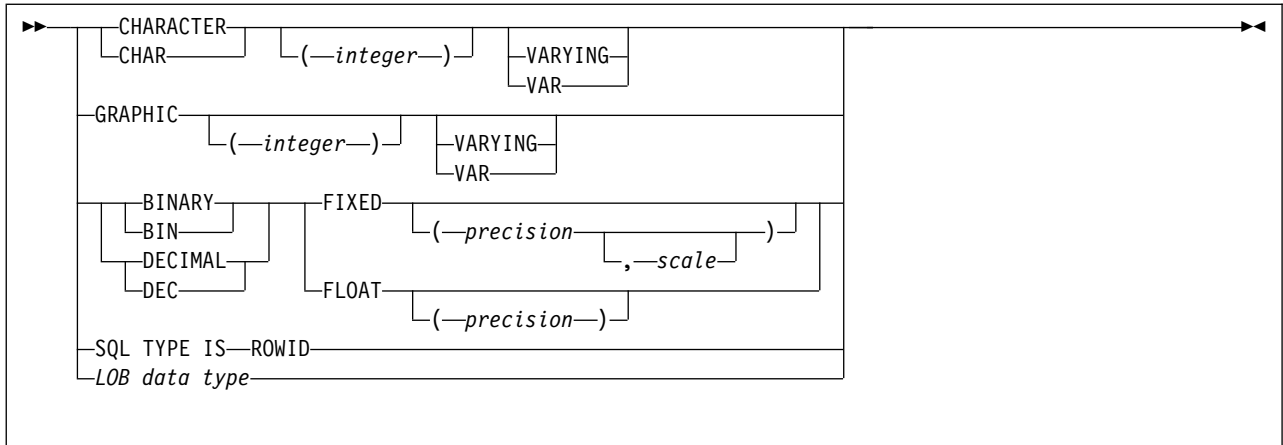 CHARACTER
CHAR
( integer )
VARYING
VAR
GRAPHIC
( integer )
VARYING
VAR
BINARY
BIN
DECIMAL
DEC
FIXED
( precision
, scale
)
FLOAT
( precision )
SQL TYPE IS ROWID
LOB data type